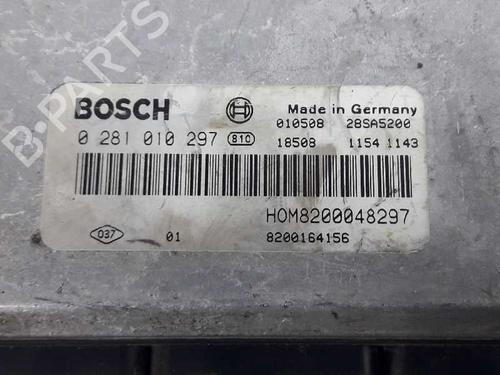 BOSCH
Made in Germany
010508 28SA5200
0 281 010 297 810
18508 1154 1143
HOM8200048297
037 01 8200164156
B-PARTS